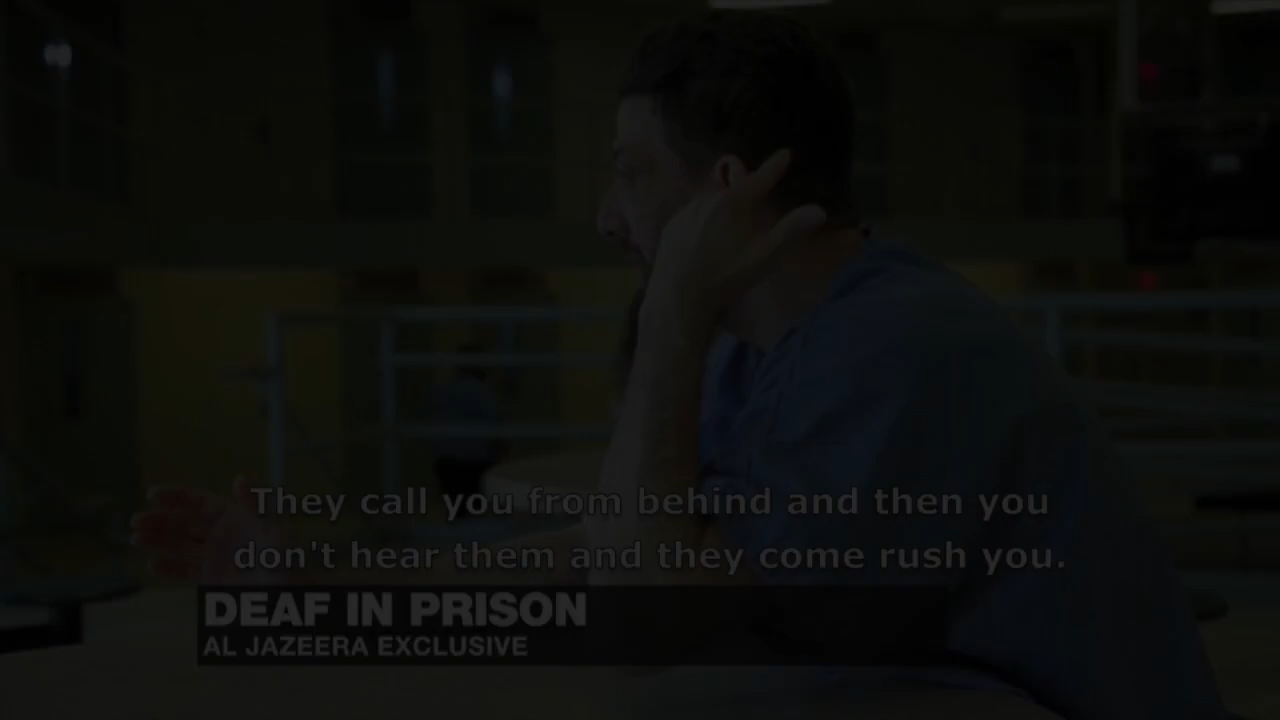 They call you from behind and then you
don't hear them and they come rush you.
DEAF IN PRISON
AL JAZEERA EXCLUSIVE